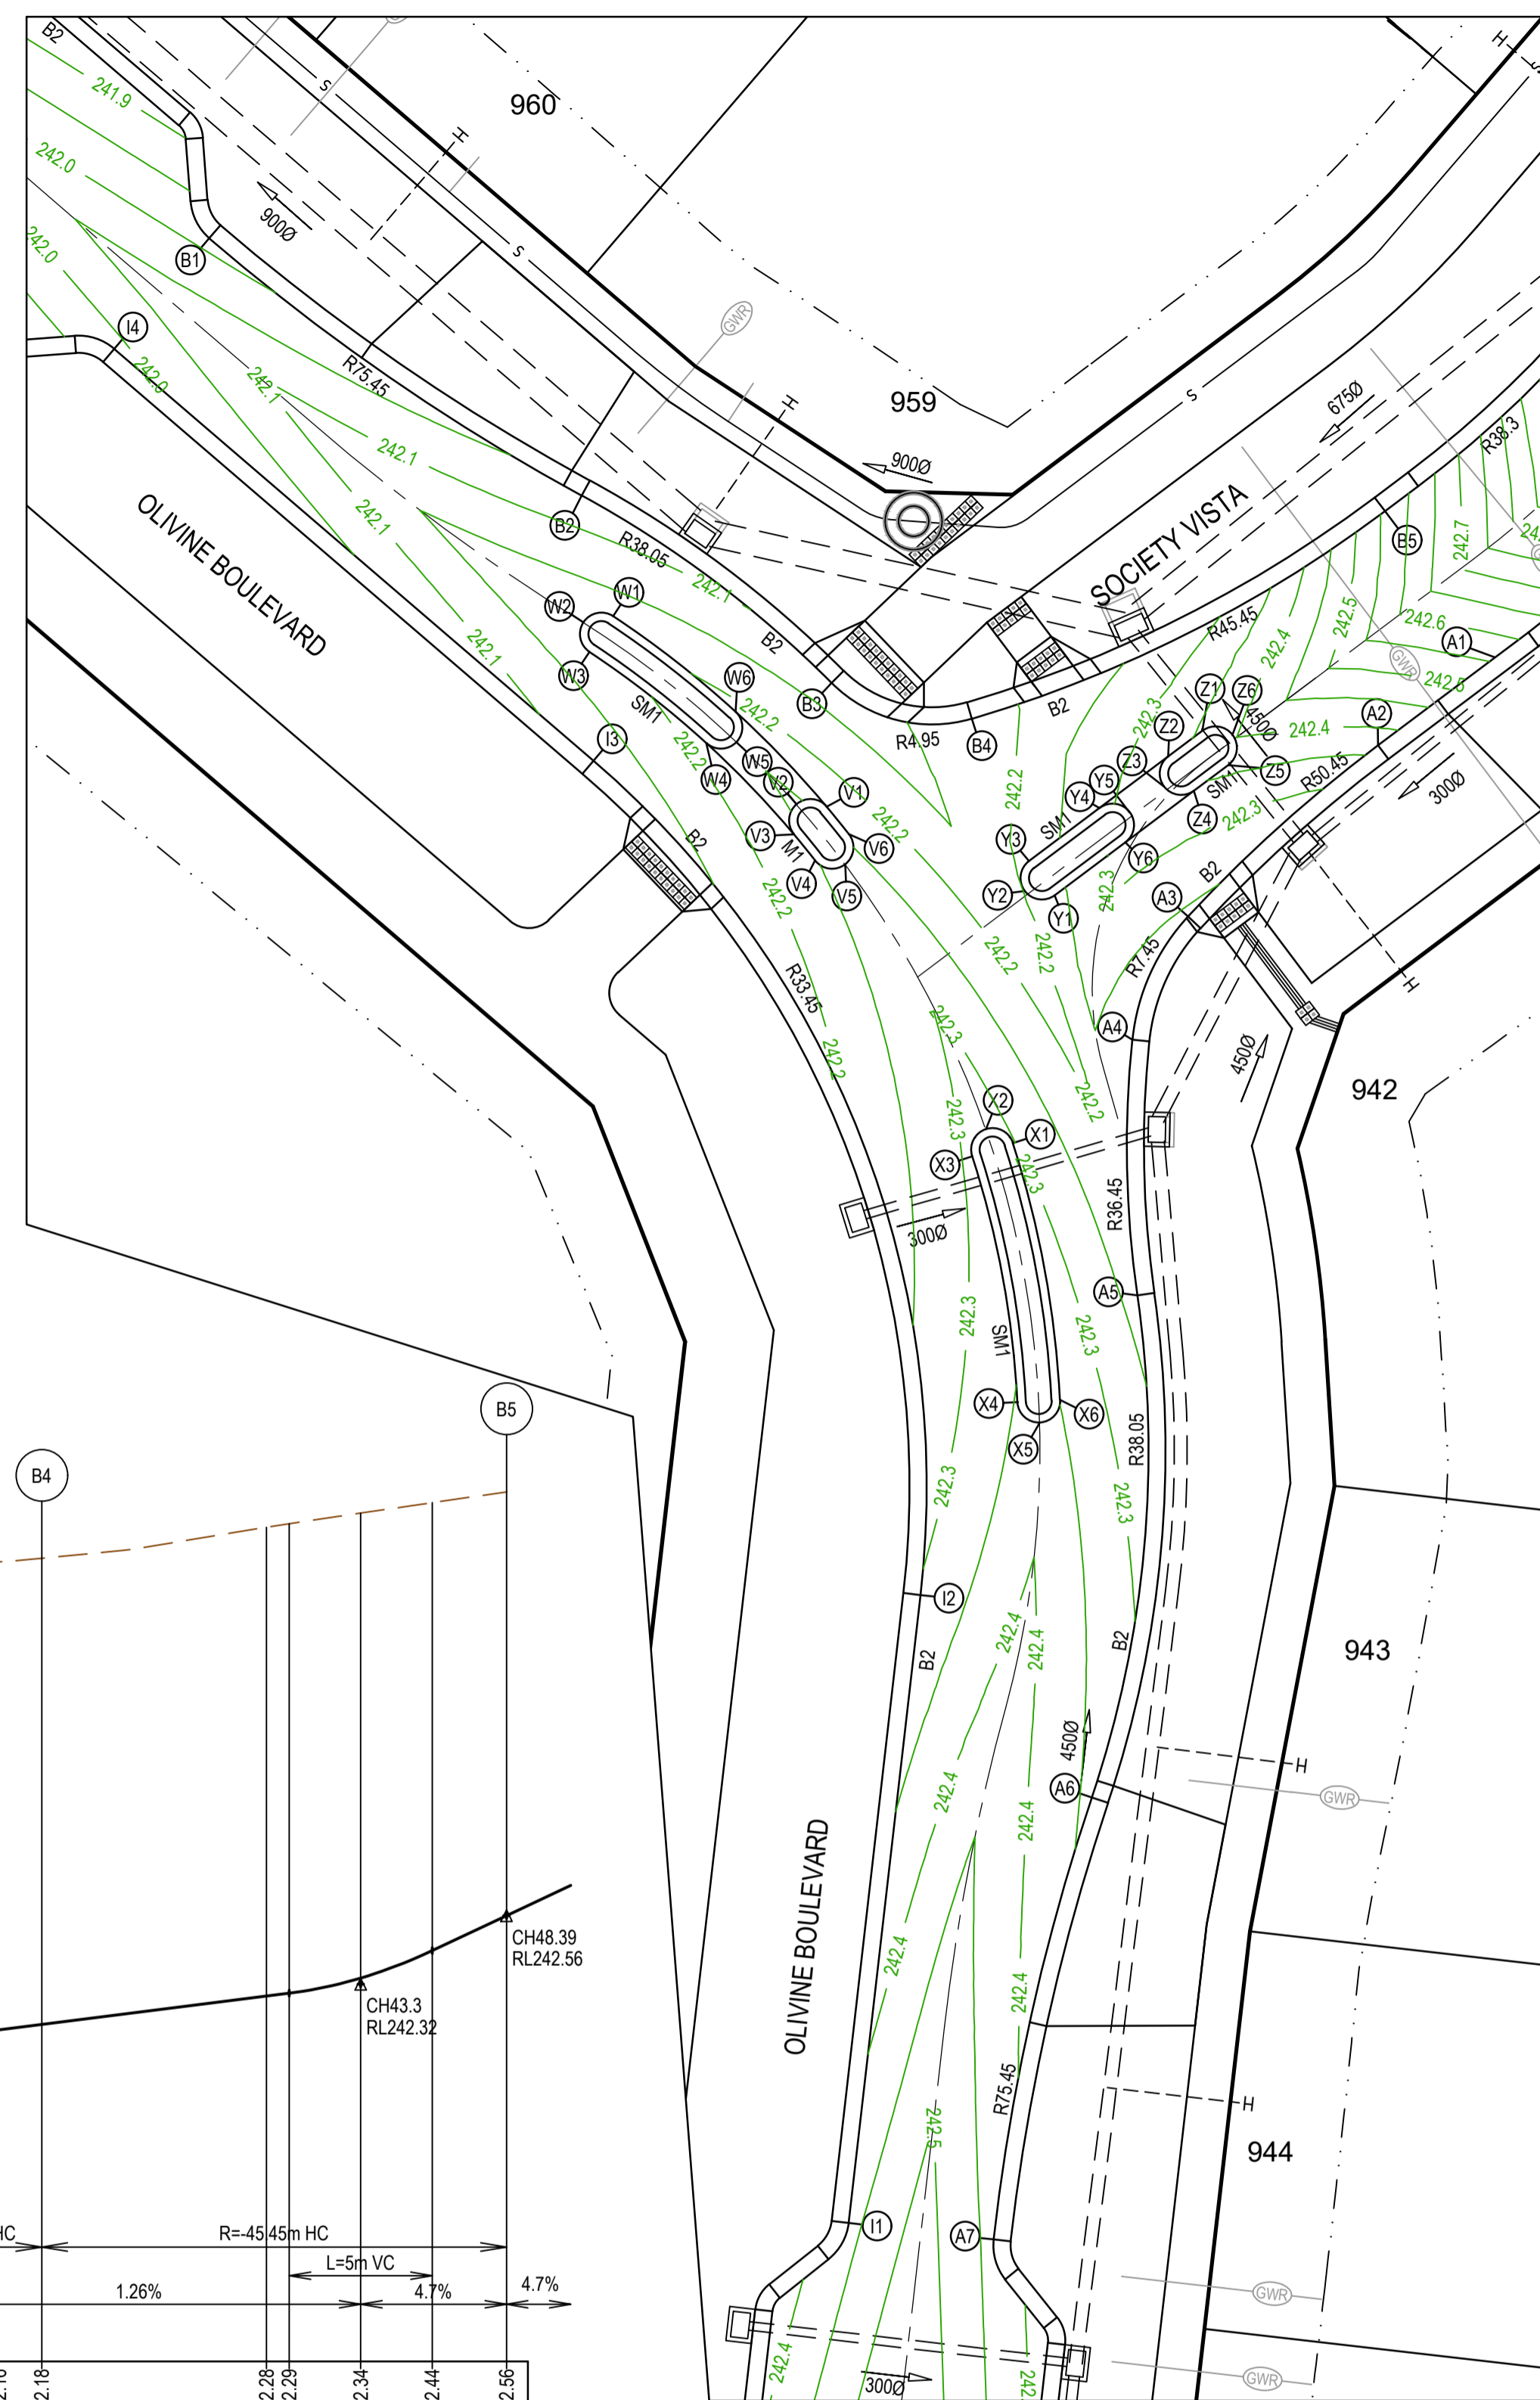 B2
241.9
242.0
242.0
900Ø
B1
I4
242.0
S
H
960
S
R75.45
242.1
242.1
242.1
GWR
H
959
900Ø
S
H
675Ø
R38.3
OLIVINE BOULEVARD
B2
R38.05
242.1
B2
SOCIETY VISTA
B5
242.7
R45.45
242.5
242.6
242.4
A1
GWR
242.5
W1
W2
W3
SM1
W6
242.2
B3
242.1
I3
242.2
W4
W5
V2
V1
V3
M1
V4
V5
V6
242.2
R4.95
B4
B2
242.2
242.3
Z1
Z6
Z2
Z3
450Ø
242.4
A2
Z5
SM1
Z4
R50.45
300Ø
242.3
Y5
Y4
SM1
Y3
Y2
Y1
Y6
242.3
B2
A3
B2
242.2
R33.45
242.2
242.2
242.2
R7.45
A4
450Ø
H
942
242.3
242.3
X2
X1
X3
242.3
242.2
300Ø
R36.45
A5
242.3
SM1
242.3
X4
X5
X6
R38.05
242.3
242.3
B4
B5
I2
B2
242.4
242.4
B2
943
450Ø
A6
H
GWR
242.4
242.4
OLIVINE BOULEVARD
242.4
242.4
R75.45
H
242.5
944
CH48.39
RL242.56
CH43.3
RL242.32
I1
A7
HC
R=-45.45m HC
L=5m VC
1.26%
4.7%
4.7%
GWR
242.4
300Ø
242
GWR
2.18
2.28
2.29
2.34
2.44
2.56